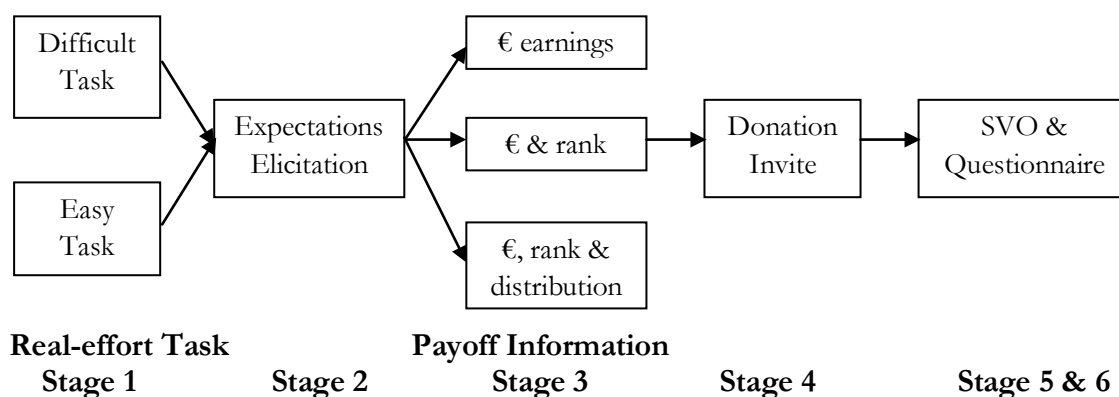 Difficult
Task
Easy
Task
Expectations
Elicitation
€ earnings
€ & rank
€, rank &
distribution
Donation
Invite
SVO &
Questionnaire
Real-effort Task
Payoff Information
Stage 1
Stage 2
Stage 3
Stage 4
Stage 5 & 6